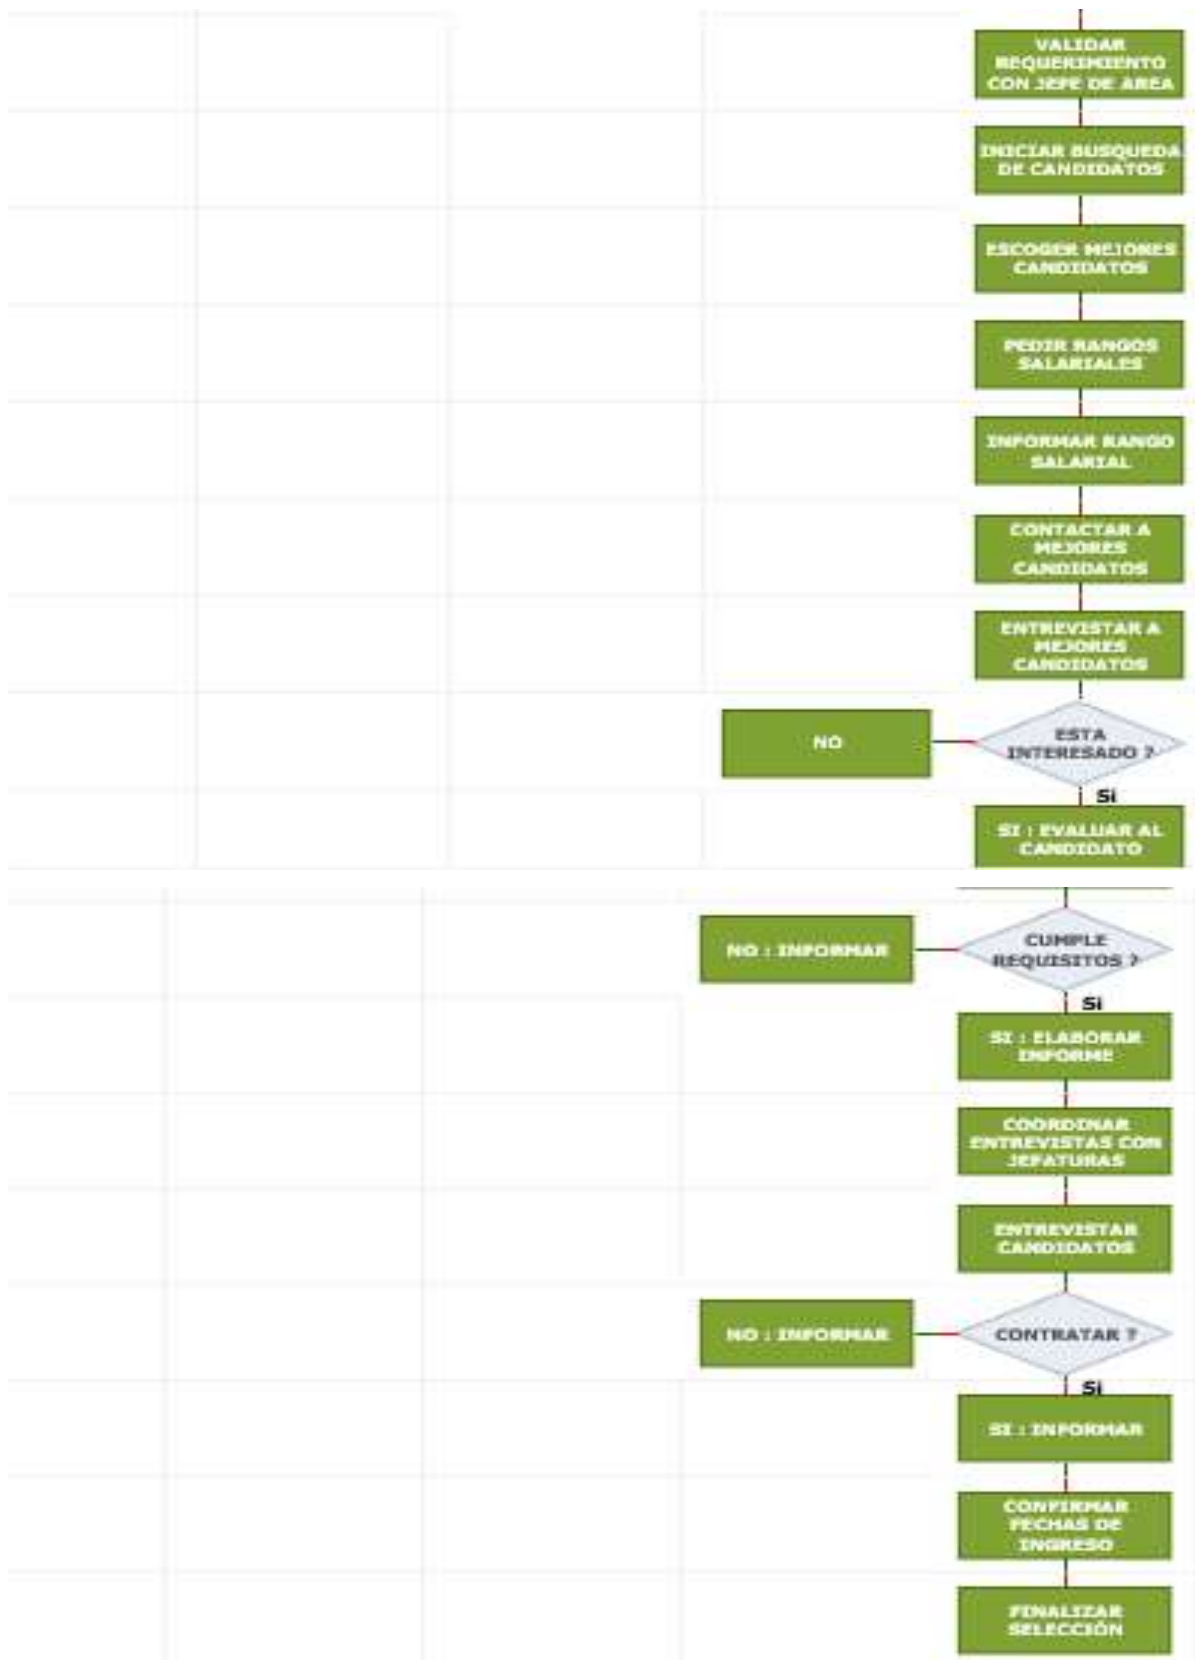 VALIDAR
REQUERIMIENTO
CON JEFE DE AREA
INICIAR BUSQUEDA
DE CANDIDATOS
ESCOGER MEJORES
CANDIDATOS
PEDIR RANGOS
SALARIALES
INFORMAR RANGO
SALARIAL
CONTACTAR A
MEJORES
CANDIDATOS
ENTREVISTAR A
MEJORES
CANDIDATOS
NO
ESTA
INTERESADO ?
Si
SI : EVALUAR AL
CANDIDATO
NO : INFORMAR
CUMPLE
REQUISITOS ?
Si
SI : ELABORAR
INFORME
COORDINAR
ENTREVISTAS CON
JEFATURAS
ENTREVISTAR
CANDIDATOS
NO : INFORMAR
CONTRATAR ?
Si
SI : INFORMAR
CONFIRMAR
FECHAS DE
INGRESO
FINALIZAR
SELECCIÓN